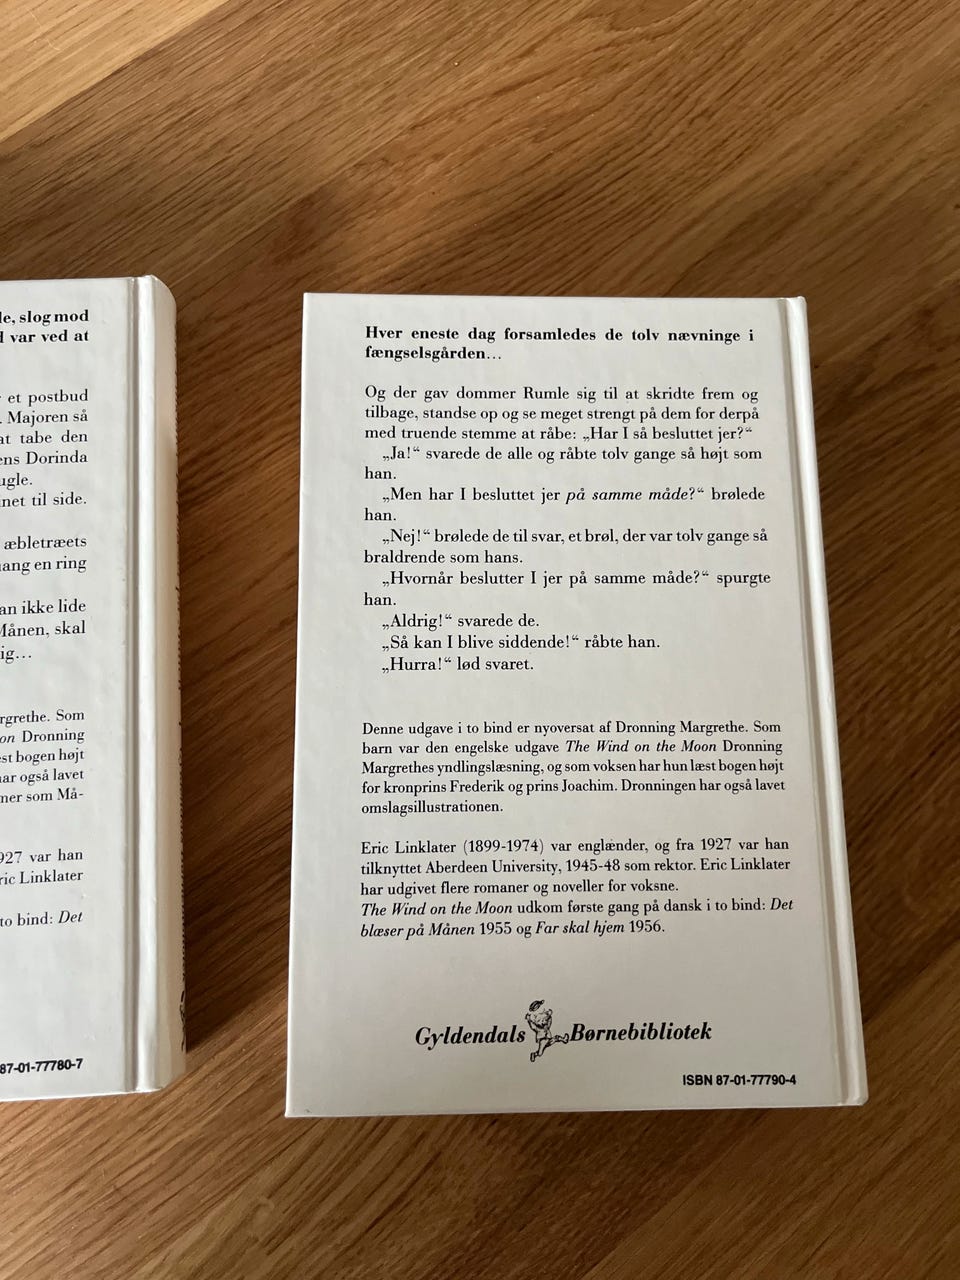 le, slog mod
var ved at
et postbud
. Majoren så
at tabe den
ens Dorinda
ugle.
net til side.
æbletræets
ang en ring
an ikke lide
Månen, skal
ig...
rgrethe. Som
on Dronning
st bogen højt
ar også lavet
mer som Må-
927 var han
ric Linklater
to bind: Det
87-01-77780-7
Hver eneste dag forsamledes de tolv nævninge i
fængselsgården...
Og der gav dommer Rumle sig til at skridte frem og
tilbage, standse op og se meget strengt på dem for derpå
med truende stemme at råbe: „Har I så besluttet jer?“
„Ja!“ svarede de alle og råbte tolv gange så højt som
han.
„Men har I besluttet jer på samme måde?“ brølede
han.
„Nej!“ brølede de til svar, et brøl, der var tolv gange så
braldrende som hans.
„Hvornår beslutter I jer på samme måde?“ spurgte
han.
„Aldrig!“ svarede de.
„Så kan I blive siddende!“ råbte han.
„Hurra!“ lød svaret.
Denne udgave i to bind er nyoversat af Dronning Margrethe. Som
barn var den engelske udgave The Wind on the Moon Dronning
Margrethes yndlingslæsning, og som voksen har hun læst bogen højt
for kronprins Frederik og prins Joachim. Dronningen har også lavet
omslagsillustrationen.
Eric Linklater (1899-1974) var englænder, og fra 1927 var han
tilknyttet Aberdeen University, 1945-48 som rektor. Eric Linklater
har udgivet flere romaner og noveller for voksne.
The Wind on the Moon udkom første gang på dansk i to bind: Det
blæser på Månen 1955 og Far skal hjem 1956.
Gyldendals Børnebibliotek
ISBN 87-01-77790-4